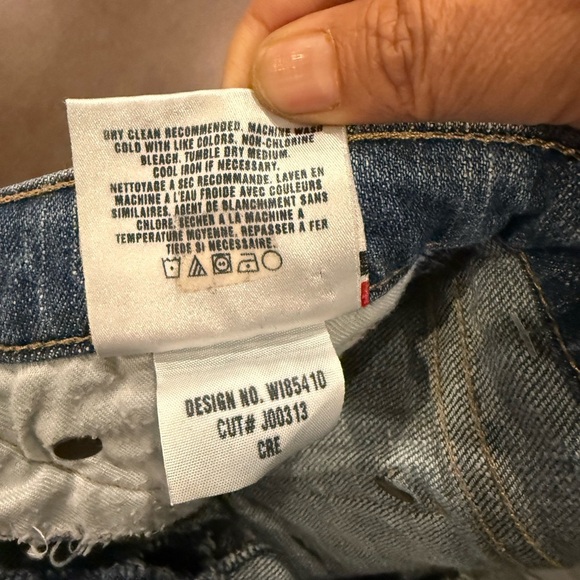 DRY CLEAN RECOMMENDED. MACHINE WASH
COLD WITH LIKE COLORS. NON-CHLORINE
BLEACH. TUMBLE DRY MEDIUM.
COOL IRON IF NECESSARY.
NETTOYAGE A SEC RECOMMANDE. LAVER EN
MACHINE A L'EAU FROIDE AVEC COULEURS
SIMILAIRES. AGENT DE BLANCHIMENT SANS
CHLORE. SECHER A LA MACHINE A
TEMPERATURE MOYENNE. REPASSER A FER
TIEDE SI NECESSAIRE.
DESIGN NO. WI85410
CUT# J00313
CRE